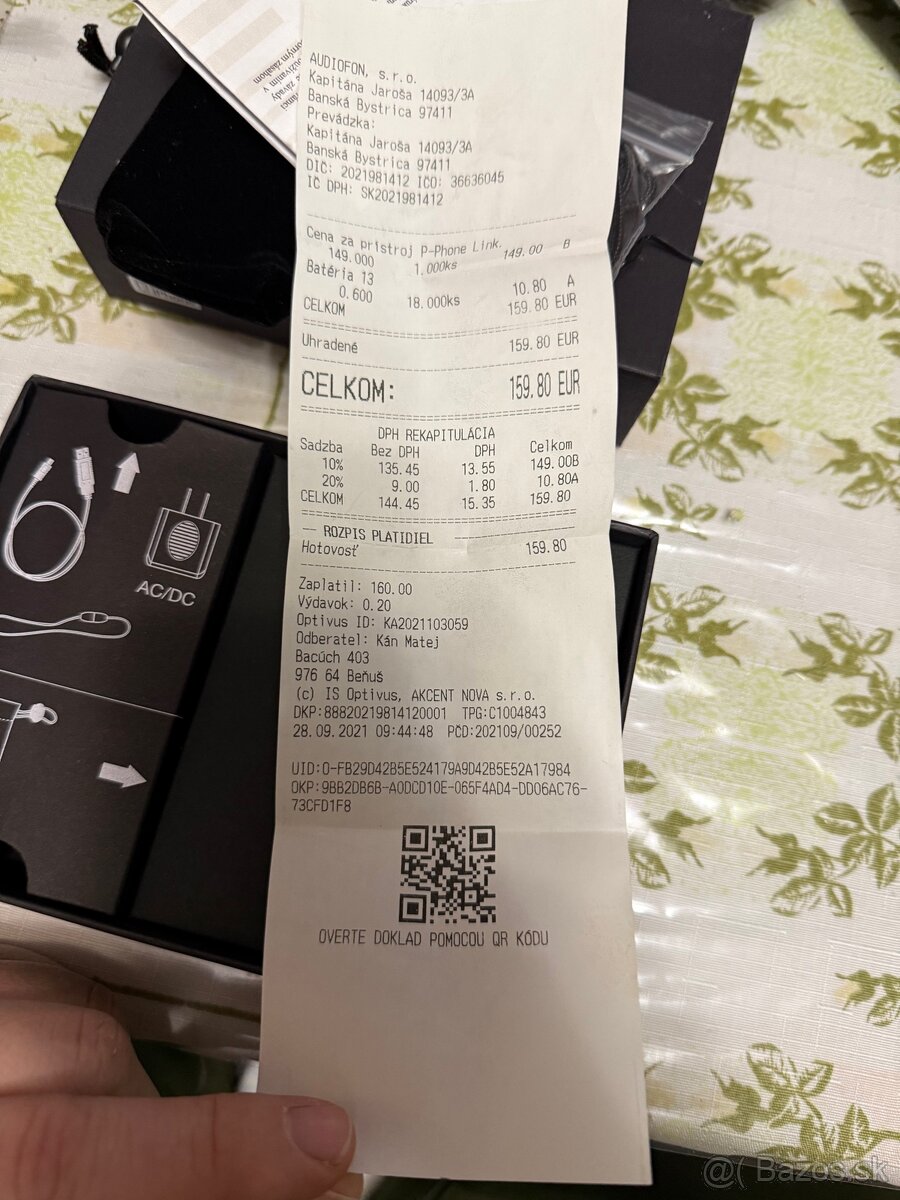 AUDIOFON, s.r.o.
Kapitána Jaroša 14093/3A
Banská Bystrica 97411
Prevádzka:
Kapitána Jaroša 14093/3A
Banská Bystrica 97411
DIČ: 2021981412 IČO: 36636045
IČ DPH: SK2021981412
Cena za prístroj P-Phone Link.
149.000 1.000ks 149.00 B
Batéria 13
0.600 18.000ks 10.80 A
CELKOM 159.80 EUR
Uhradené 159.80 EUR
CELKOM: 159.80 EUR
DPH REKAPITULÁCIA
Sadzba Bez DPH DPH Celkom
10% 135.45 13.55 149.00B
20% 9.00 1.80 10.80A
CELKOM 144.45 15.35 159.80
ROZPIS PLATIDIEL
Hotovosť 159.80
Zaplatil: 160.00
Výdavok: 0.20
Optivus ID: KA2021103059
Odberatel: Kán Matej
Bacúch 403
976 64 Beňuš
(c) IS Optivus, AKCENT NOVA s.r.o.
DKP:88820219814120001 TPG:C1004843
28.09.2021 09:44:48 PCD:202109/00252
UID:O-FB29D42B5E524179A9D42B5E52A17984
OKP:9BB2DB6B-A0DCD10E-065F4AD4-DD06AC76-
73CFD1F8
OVERTE DOKLAD POMOCOU QR KÓDU
AC/DC
Bazos.sk